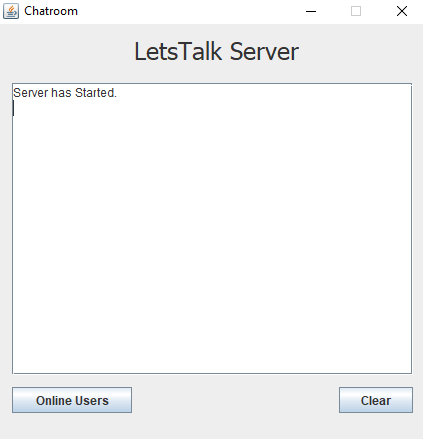 Chatroom
LetsTalk Server
Server has Started.
Online Users
Clear